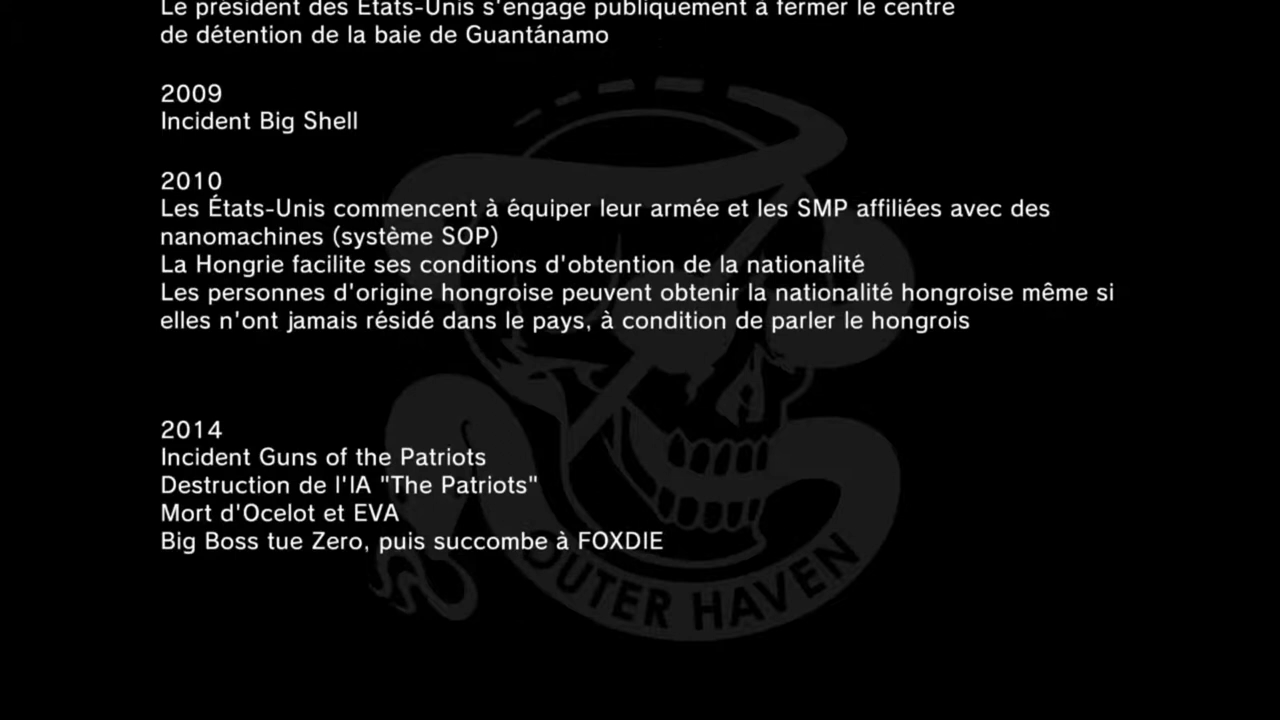 Le président des États-Unis s'engage publiquement à fermer le centre
de détention de la baie de Guantánamo
2009
Incident Big Shell
2010
Les États-Unis commencent à équiper leur armée et les SMP affiliées avec des
nanomachines (système SOP)
La Hongrie facilite ses conditions d'obtention de la nationalité
Les personnes d'origine hongroise peuvent obtenir la nationalité hongroise même si
elles n'ont jamais résidé dans le pays, à condition de parler le hongrois
2014
Incident Guns of the Patriots
Destruction de l'IA "The Patriots"
Mort d'Ocelot et EVA
Big Boss tue Zero, puis succombe à FOXDIE
OUTER HAVEN